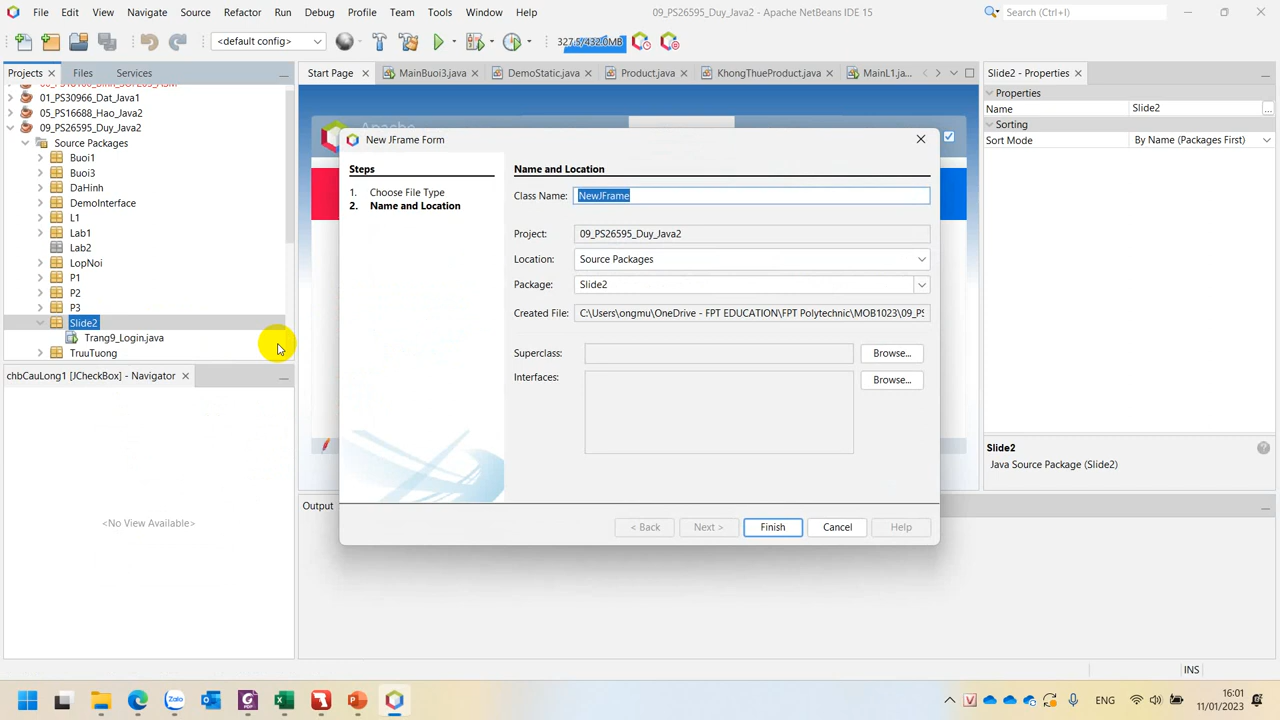 File Edit View Navigate Source Refactor Run Debug Profile Team Tools Window Help
09_PS26595_Duy_Java2 - Apache NetBeans IDE 15
Search (Ctrl+I)
<default config>
327.5/432.0MB
Projects Files Services
Start Page MainBuoi3.java DemoStatic.java Product.java KhongThueProduct.java MainL1.ja...
Slide2 - Properties
01_PS30966_Dat_Java1
05_PS16688_Hao_Java2
09_PS26595_Duy_Java2
Source Packages
Buoi1
Buoi3
DaHinh
DemoInterface
L1
Lab1
Lab2
LopNoi
P1
P2
P3
Slide2
Trang9_Login.java
TruuTuong
chbCauLong1 [JCheckBox] - Navigator
<No View Available>
Apache
New JFrame Form
Steps
1. Choose File Type
2. Name and Location
Name and Location
Class Name: NewJFrame
Project: 09_PS26595_Duy_Java2
Location: Source Packages
Package: Slide2
Created File: C:\Users\ongmu\OneDrive - FPT EDUCATION\FPT Polytechnic\MOB1023\09_PS
Superclass: Browse...
Interfaces: Browse...
< Back Next > Finish Cancel Help
Output
Properties
Name Slide2 ...
Sorting
Sort Mode By Name (Packages First)
Slide2
Java Source Package (Slide2)
INS
Zalo
PDF
ENG
16:01
11/01/2023